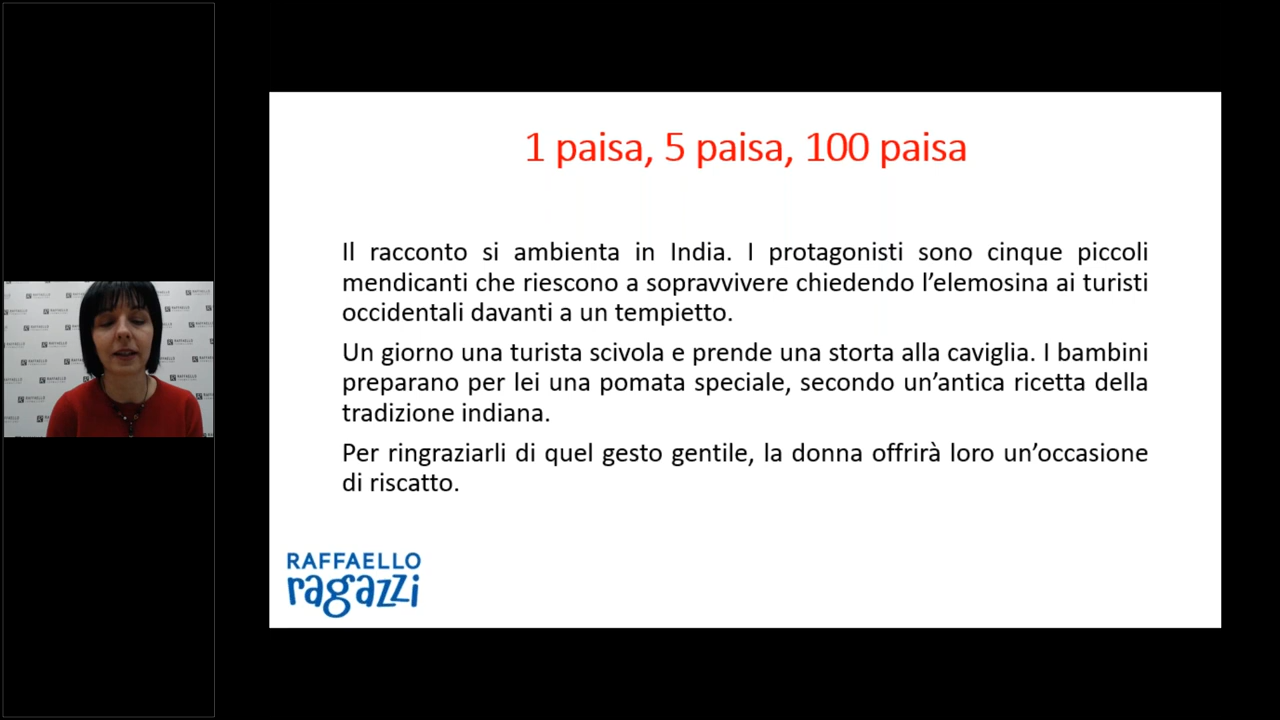 1 paisa, 5 paisa, 100 paisa
Il racconto si ambienta in India. I protagonisti sono cinque piccoli
mendicanti che riescono a sopravvivere chiedendo l’elemosina ai turisti
occidentali davanti a un tempietto.
Un giorno una turista scivola e prende una storta alla caviglia. I bambini
preparano per lei una pomata speciale, secondo un’antica ricetta della
tradizione indiana.
Per ringraziarli di quel gesto gentile, la donna offrirà loro un’occasione
di riscatto.
RAFFAELLO
ragazzi